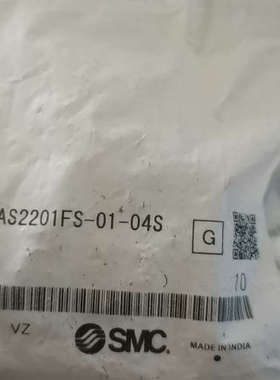 AS2201FS-01-04S
G
10
VZ
SMC.
MADE IN INDIA